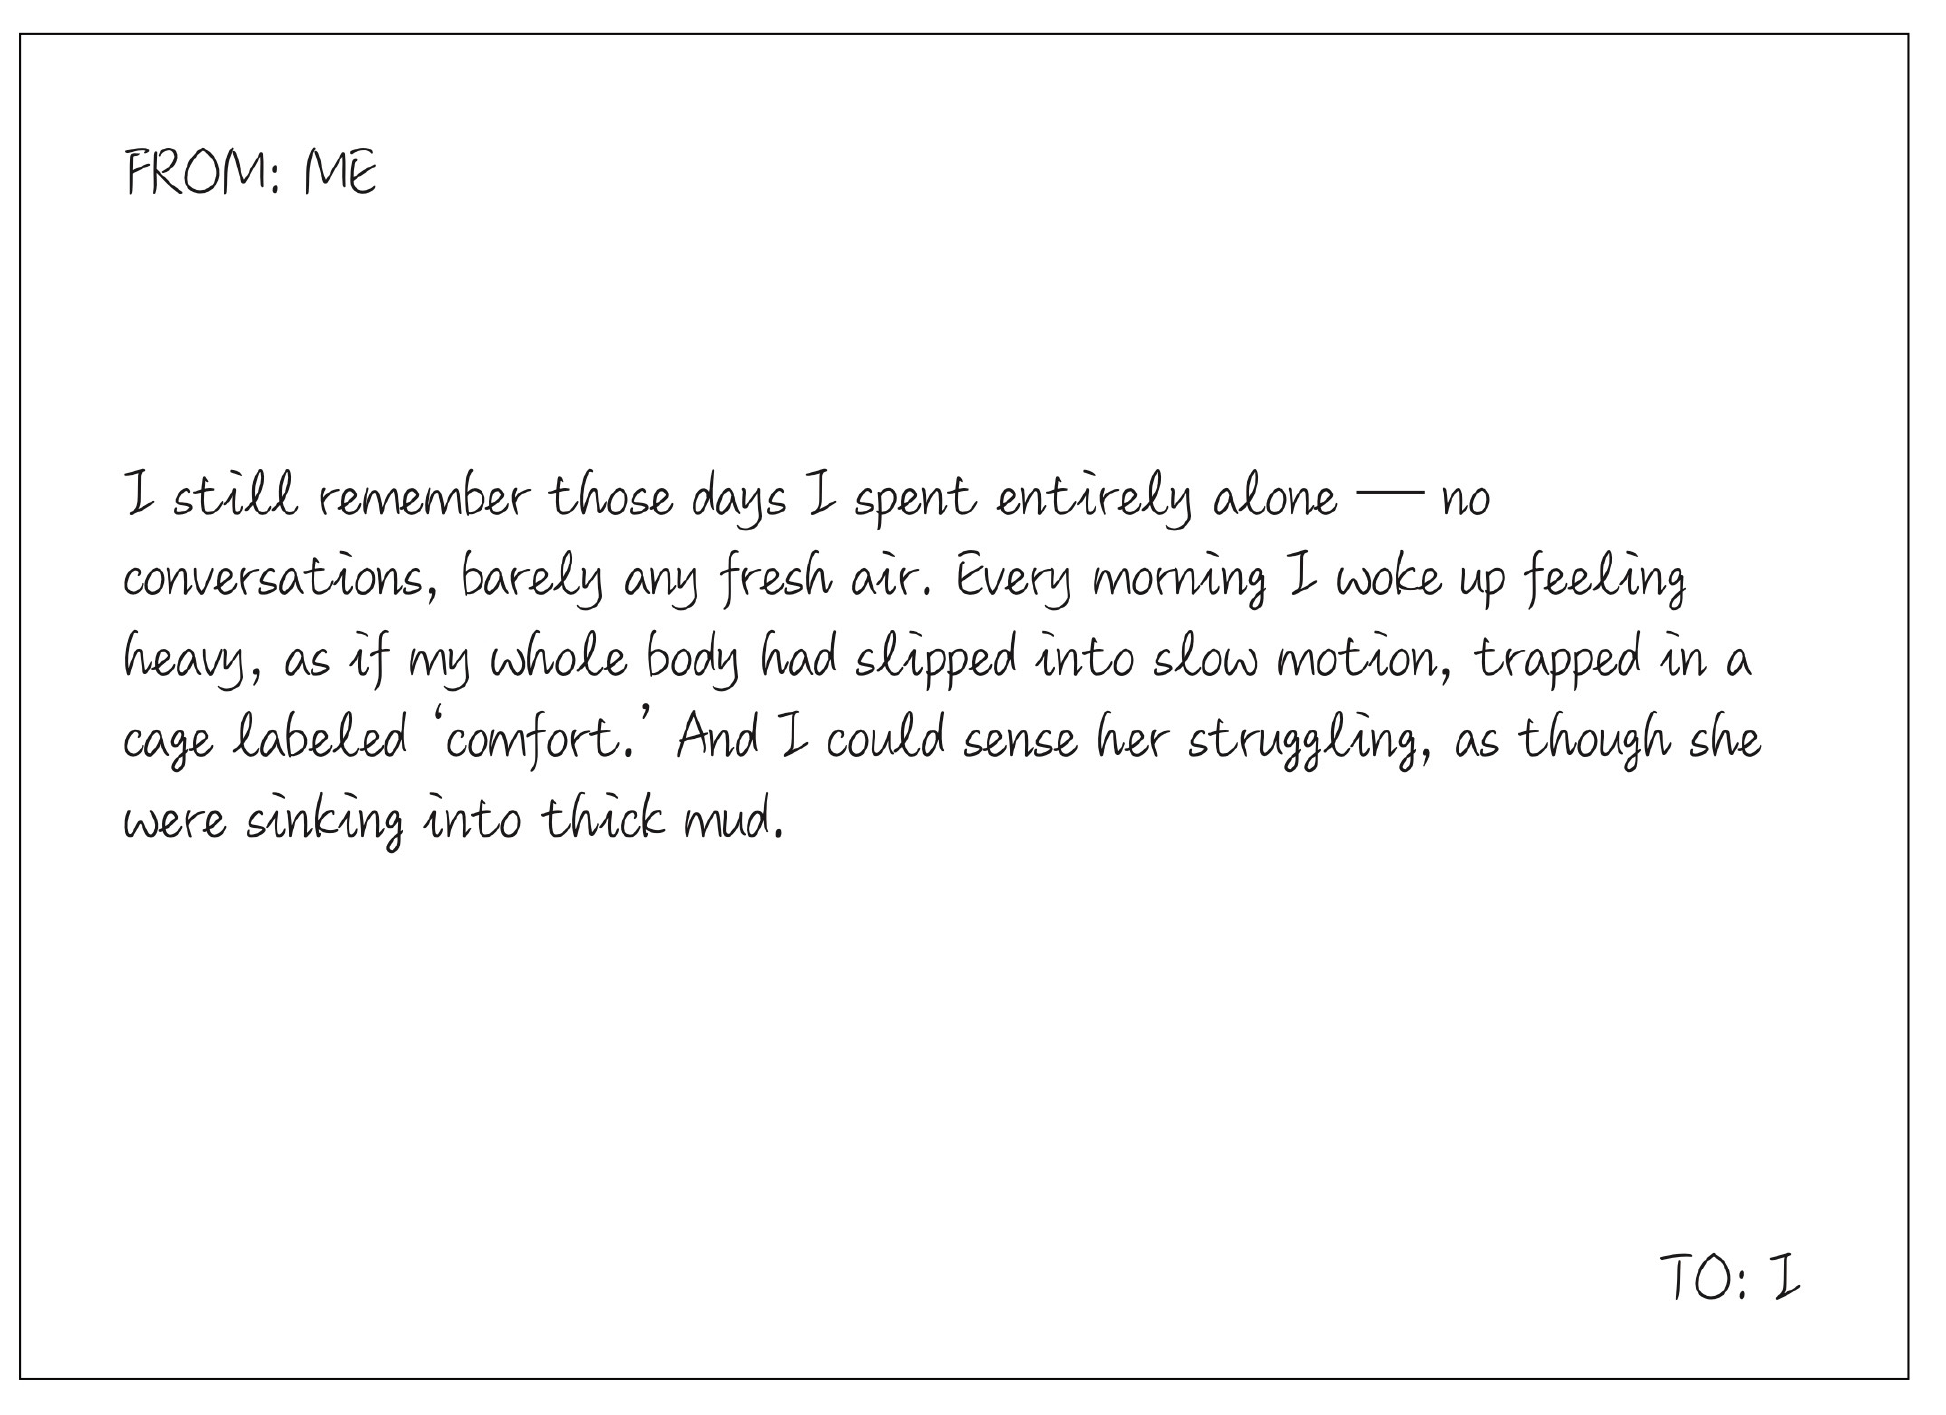 FROM: ME
I still remember those days I spent entirely alone — no
conversations, barely any fresh air. Every morning I woke up feeling
heavy, as if my whole body had slipped into slow motion, trapped in a
cage labeled ‘comfort.’ And I could sense her struggling, as though she
were sinking into thick mud.
TO: I